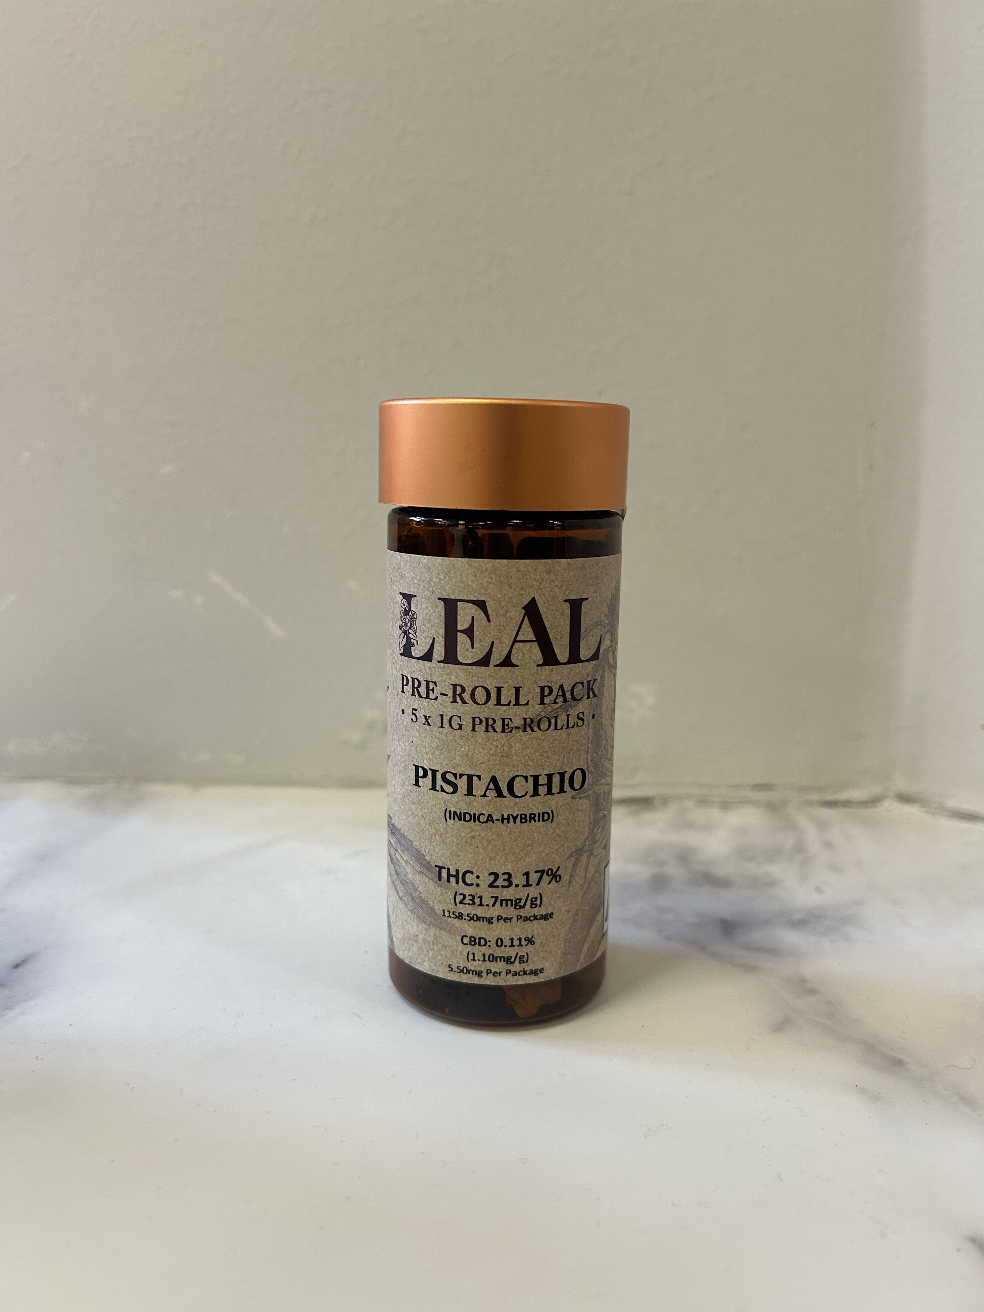 LEAL
PRE-ROLL PACK
• 5 x 1G PRE-ROLLS •
PISTACHIO
(INDICA-HYBRID)
THC: 23.17%
(231.7mg/g)
1158.50mg Per Package
CBD: 0.11%
(1.10mg/g)
5.50mg Per Package